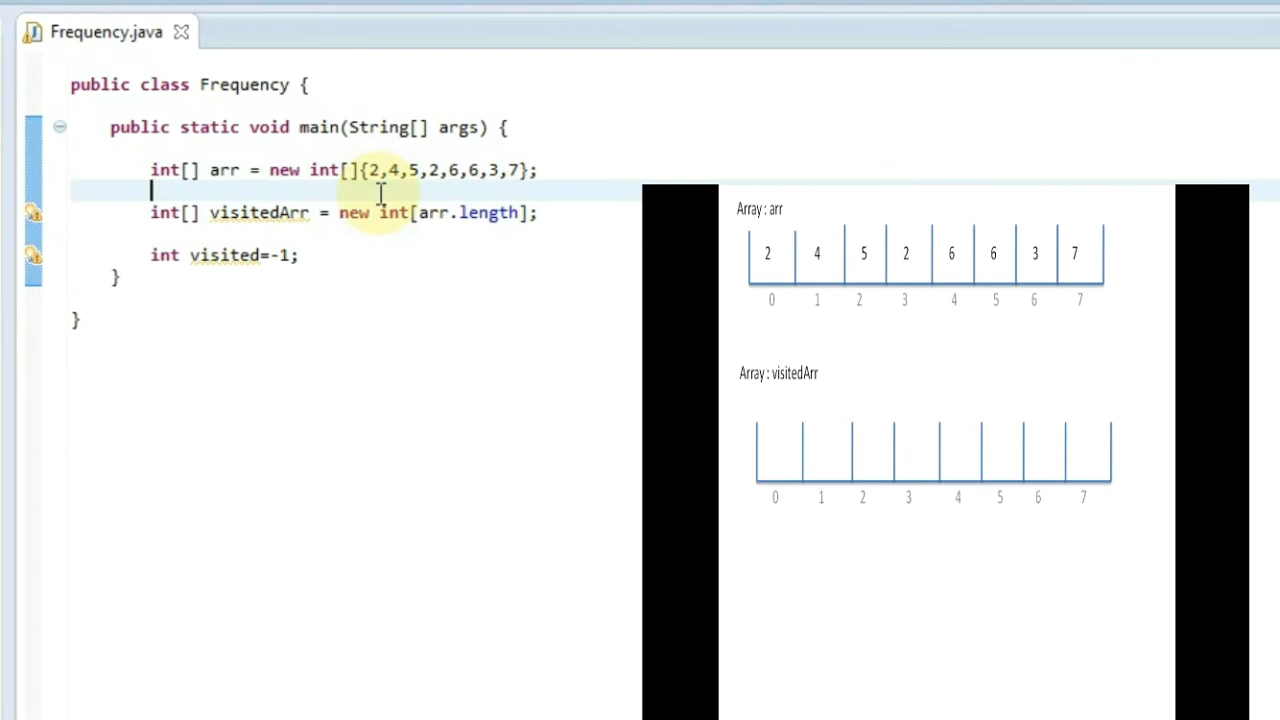 Frequency.java
public class Frequency {
public static void main(String[] args) {
int[] arr = new int[]{2,4,5,2,6,6,3,7};
int[] visitedArr = new int[arr.length];
int visited=-1;
}
}
Array : arr
2 4 5 2 6 6 3 7
0 1 2 3 4 5 6 7
Array : visitedArr
0 1 2 3 4 5 6 7